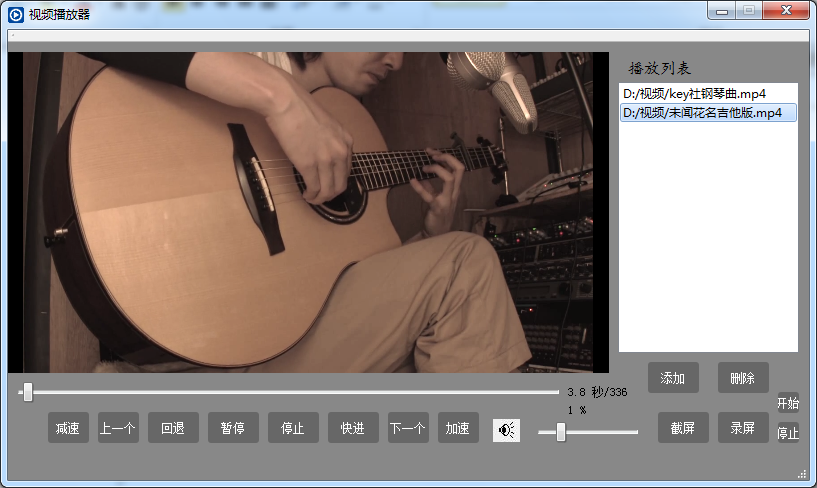 视频播放器
播放列表
D:/视频/key社钢琴曲.mp4
D:/视频/未闻花名吉他版.mp4
添加
删除
3.8 秒/336
1 %
开始
减速
上一个
回退
暂停
停止
快进
下一个
加速
截屏
录屏
停止